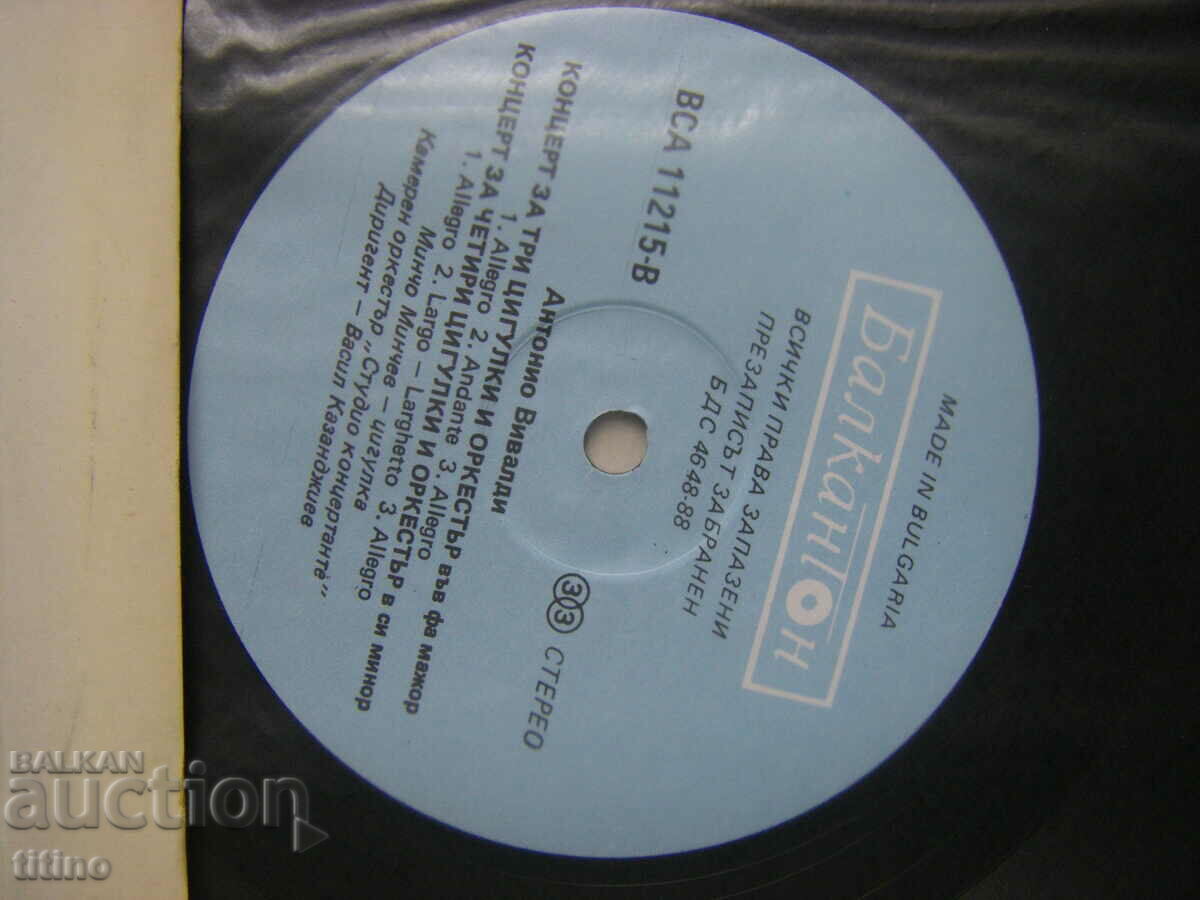 MADE IN BULGARIA
Балкантон
ВСИЧКИ ПРАВА ЗАПАЗЕНИ
ПРЕЗАПИСЪТ ЗАБРАНЕН
БДС 4648-88
ВСА 11215-В
33 СТЕРЕО
Антонио Вивалди
КОНЦЕРТ ЗА ТРИ ЦИГУЛКИ И ОРКЕСТЪР във фа мажор
1. Allegro 2. Andante 3. Allegro
КОНЦЕРТ ЗА ЧЕТИРИ ЦИГУЛКИ И ОРКЕСТЪР в си минор
1. Allegro 2. Largo – Larghetto 3. Allegro
Минчо Минчев – цигулка
Камерен оркестър „Студио концертанте"
Диригент – Васил Казанджиев
BALKAN
auction
titino